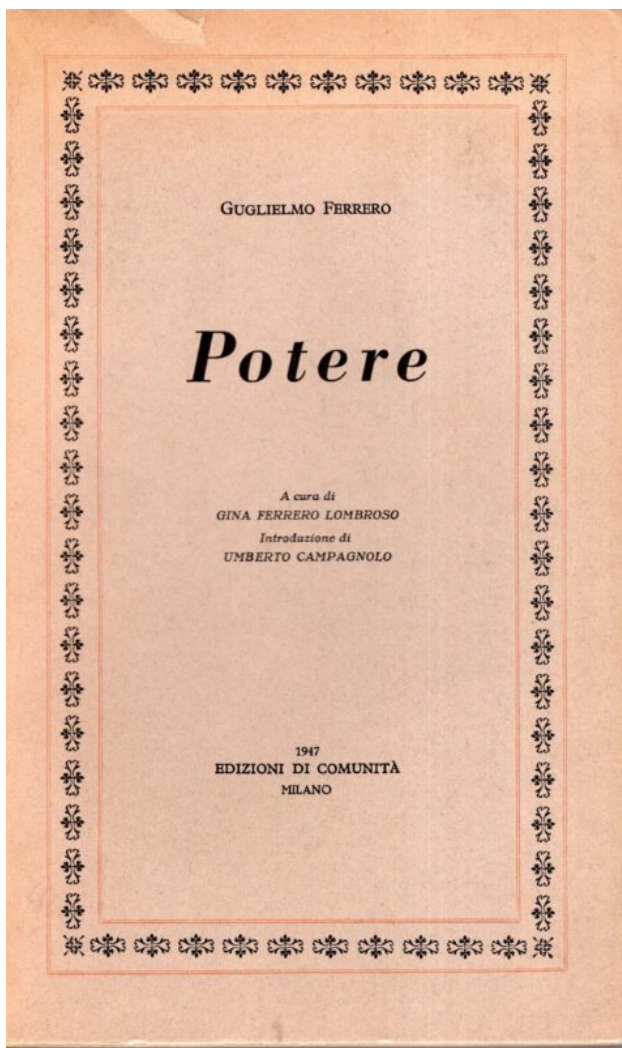 GUGLIELMO FERRERO
Potere
A cura di
GINA FERRERO LOMBROSO
Introduzione di
UMBERTO CAMPAGNOLO
1947
EDIZIONI DI COMUNITÀ
MILANO